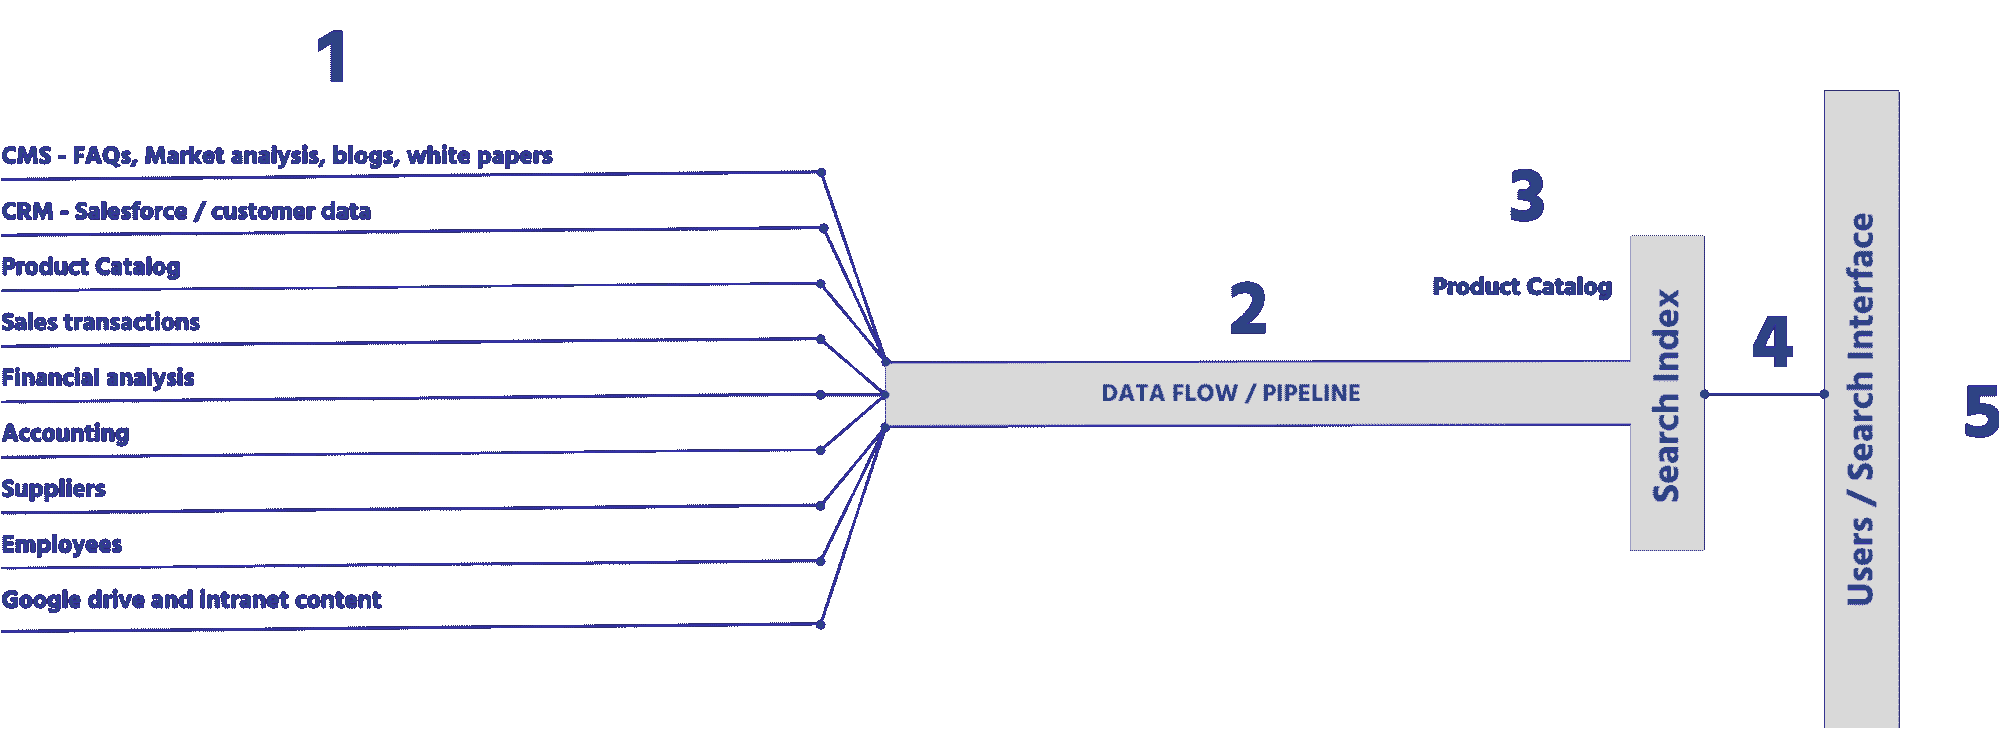 1
CMS - FAQs, Market analysis, blogs, white papers
CRM - Salesforce / customer data
Product Catalog
Sales transactions
Financial analysis
Accounting
Suppliers
Employees
Google drive and intranet content
2
DATA FLOW / PIPELINE
3
Product Catalog
Search Index
4
Users / Search Interface
5